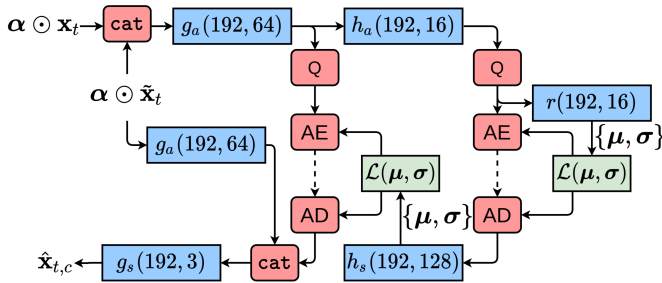 α ⊙ x_t
cat
g_a(192, 64)
h_a(192, 16)
Q
Q
α ⊙ x̃_t
r(192, 16)
AE
AE
{μ, σ}
g_a(192, 64)
ℒ(μ, σ)
ℒ(μ, σ)
AD
{μ, σ}
AD
x̂_{t,c}
g_s(192, 3)
cat
h_s(192, 128)